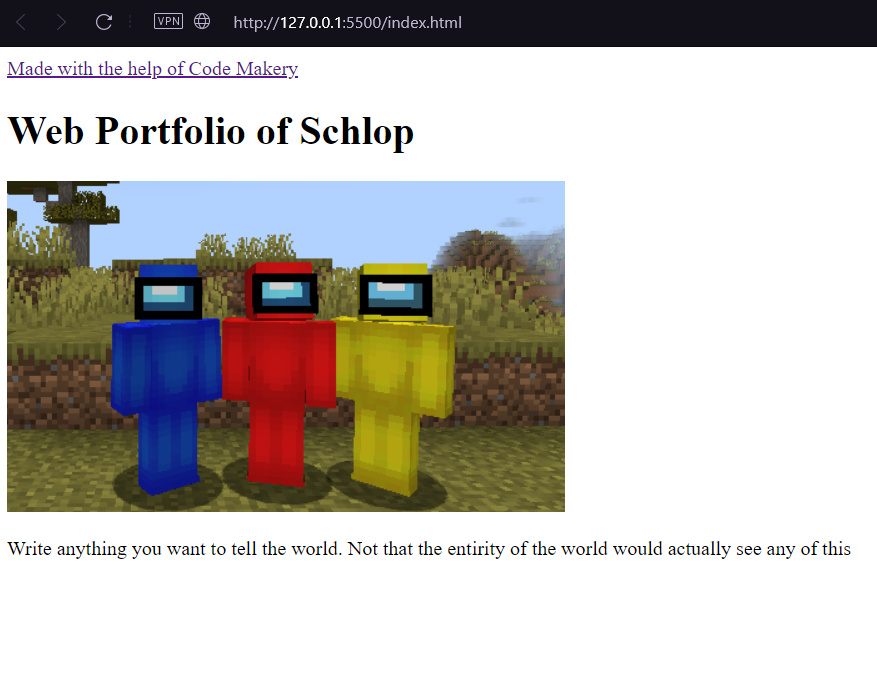 VPN http://127.0.0.1:5500/index.html
Made with the help of Code Makery
Web Portfolio of Schlop
Write anything you want to tell the world. Not that the entirity of the world would actually see any of this